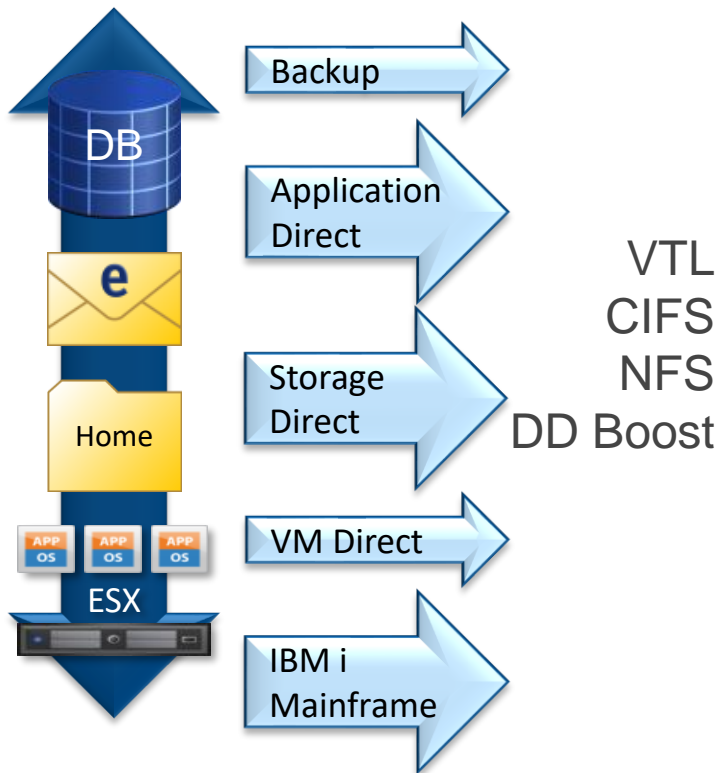 DB
e
Home
APP
OS
APP
OS
APP
OS
ESX
Backup
Application
Direct
Storage
Direct
VM Direct
IBM i
Mainframe
VTL
CIFS
NFS
DD Boost